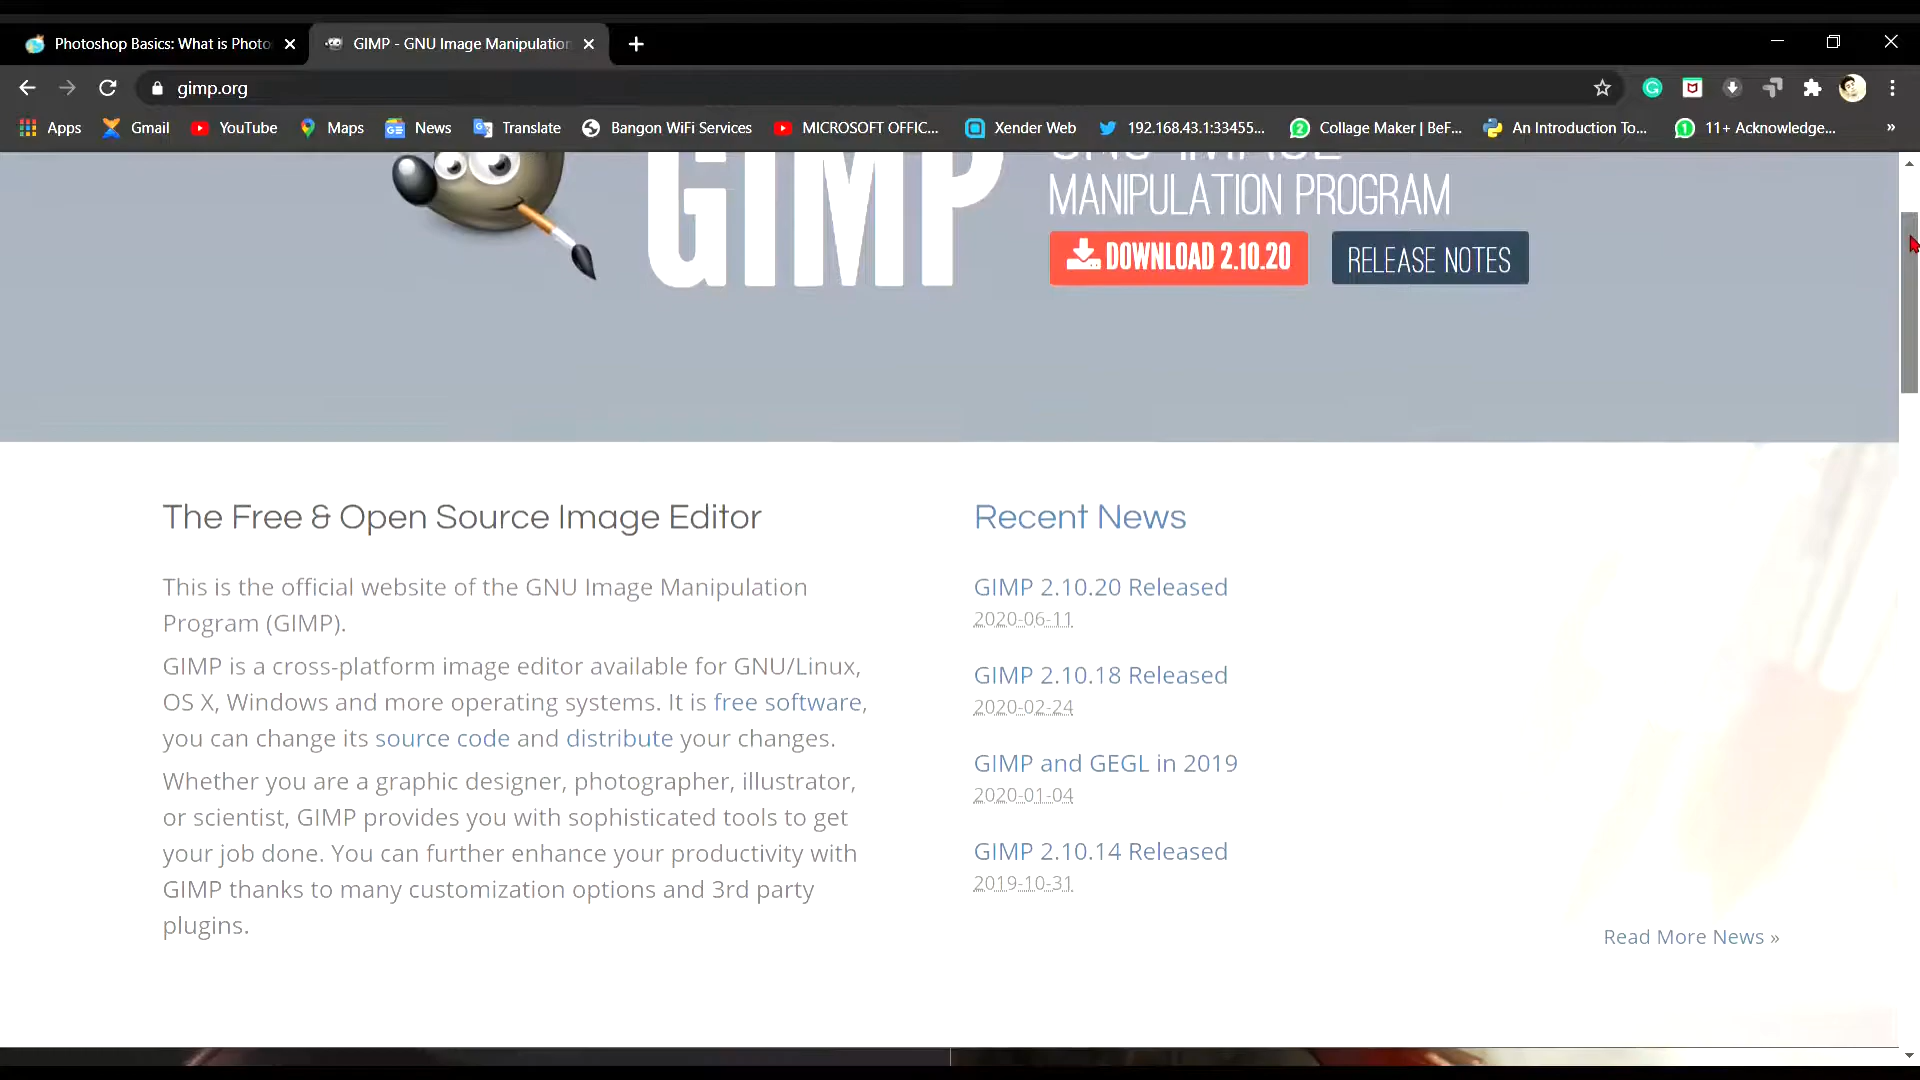 Photoshop Basics: What is Photo
GIMP - GNU Image Manipulation
gimp.org
Apps
Gmail
YouTube
Maps
News
Translate
Bangon WiFi Services
MICROSOFT OFFIC...
Xender Web
192.168.43.1:33455...
Collage Maker | BeF...
An Introduction To...
11+ Acknowledge...
»
GIMP
GNU IMAGE
MANIPULATION PROGRAM
DOWNLOAD 2.10.20
RELEASE NOTES
The Free & Open Source Image Editor
This is the official website of the GNU Image Manipulation
Program (GIMP).
GIMP is a cross-platform image editor available for GNU/Linux,
OS X, Windows and more operating systems. It is free software,
you can change its source code and distribute your changes.
Whether you are a graphic designer, photographer, illustrator,
or scientist, GIMP provides you with sophisticated tools to get
your job done. You can further enhance your productivity with
GIMP thanks to many customization options and 3rd party
plugins.
Recent News
GIMP 2.10.20 Released
2020-06-11
GIMP 2.10.18 Released
2020-02-24
GIMP and GEGL in 2019
2020-01-04
GIMP 2.10.14 Released
2019-10-31
Read More News »